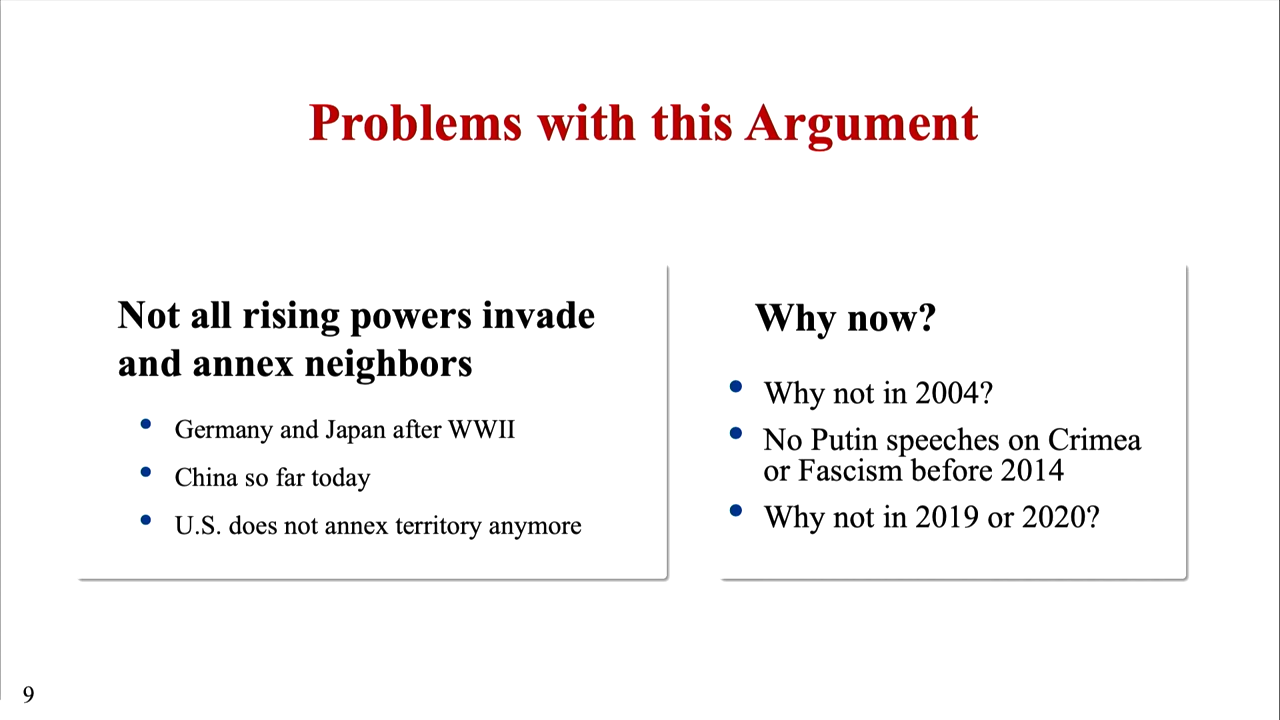 Problems with this Argument
Not all rising powers invade
and annex neighbors
• Germany and Japan after WWII
• China so far today
• U.S. does not annex territory anymore
Why now?
• Why not in 2004?
• No Putin speeches on Crimea
or Fascism before 2014
• Why not in 2019 or 2020?
9